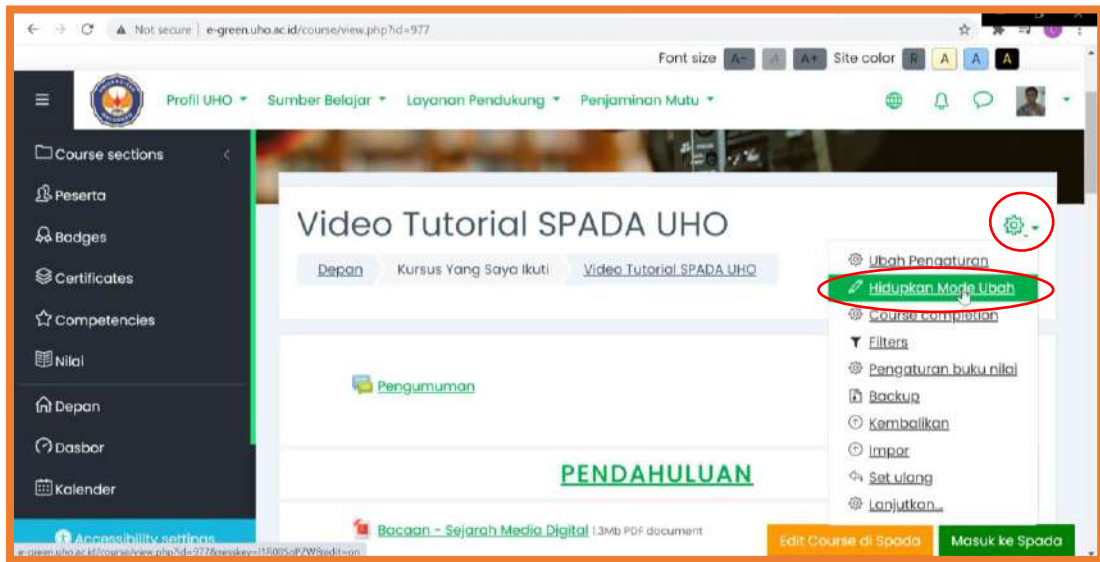 Not secure | e-green.uho.ac.id/course/view.php?id=977
Font size A- A A+ Site color R A A A
Profil UHO Sumber Belajar Layanan Pendukung Penjaminan Mutu
Course sections
Peserta
Badges
Certificates
Competencies
Nilai
Depan
Dasbor
Kalender
Accessibility settings
Video Tutorial SPADA UHO
Depan Kursus Yang Saya Ikuti Video Tutorial SPADA UHO
Ubah Pengaturan
Hidupkan Mode Ubah
Course completion
Filters
Pengaturan buku nilai
Backup
Kembalikan
Impor
Set ulang
Lanjutkan...
Pengumuman
PENDAHULUAN
Bacaan - Sejarah Media Digital 1.3Mb PDF document
Edit Course di Spada Masuk ke Spada